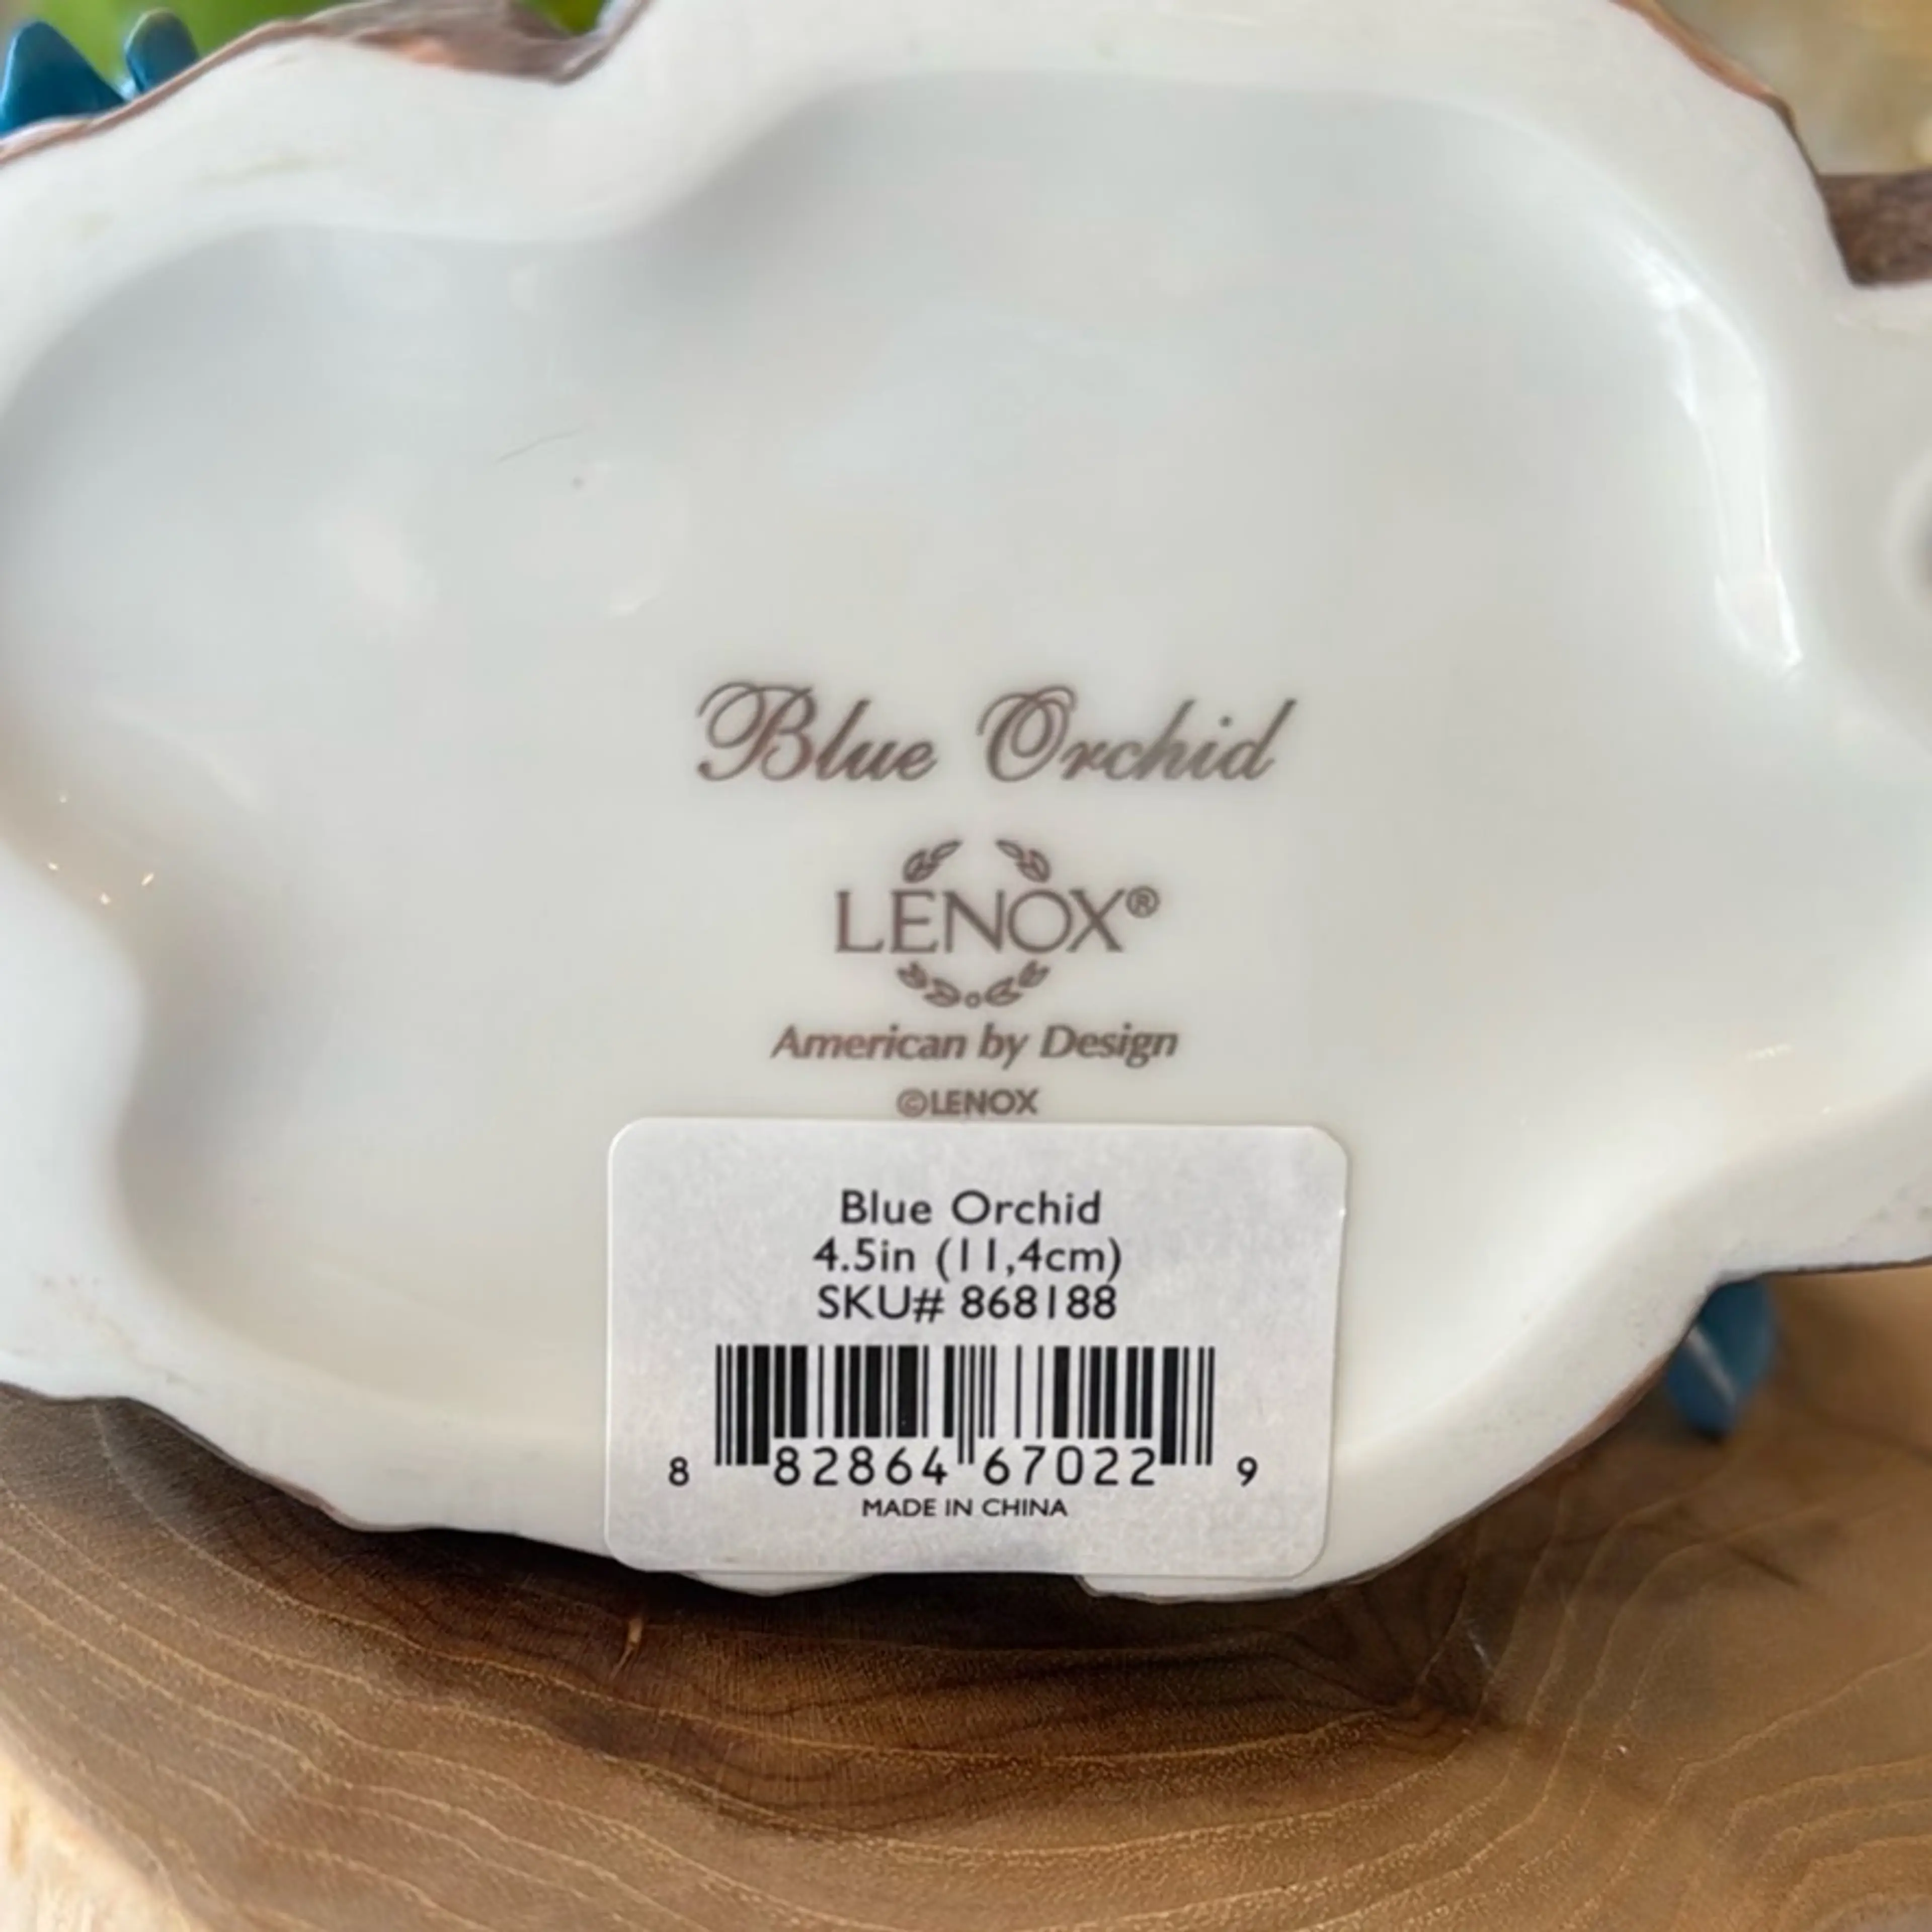 Blue Orchid
LENOX®
American by Design
©LENOX
Blue Orchid
4.5in (11,4cm)
SKU# 868188
8 82864 67022 9
MADE IN CHINA